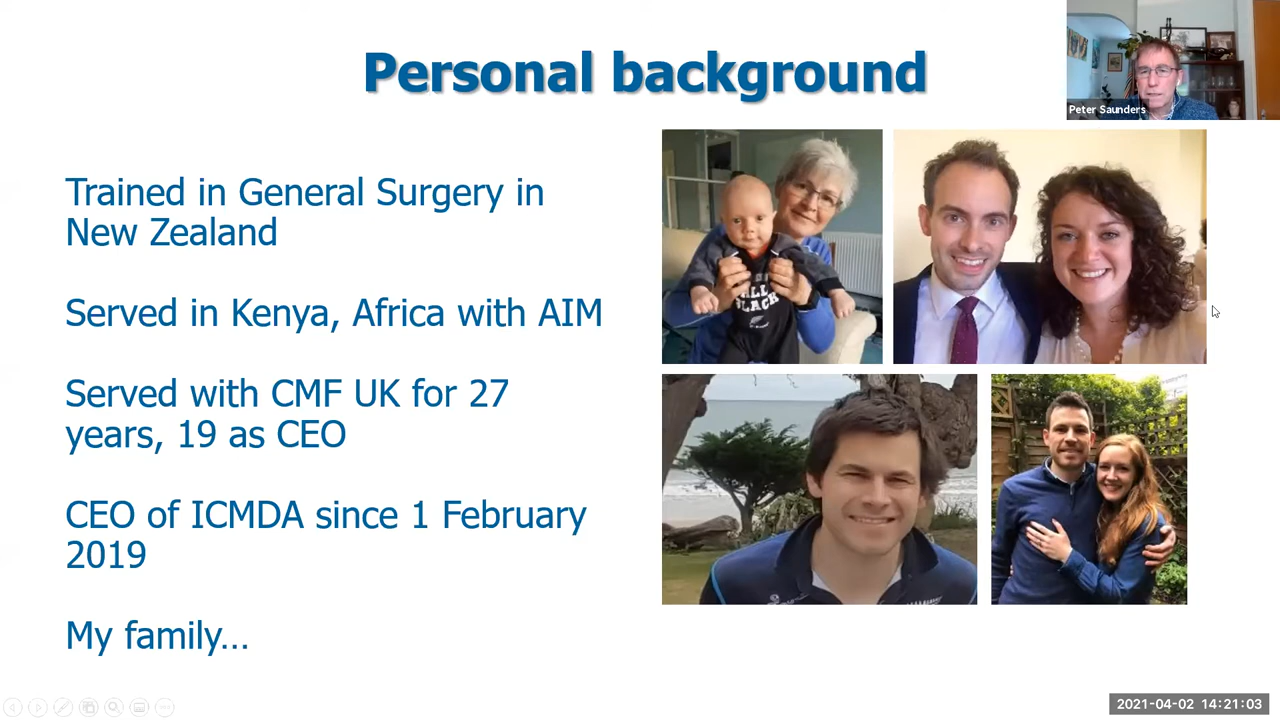 Personal background
Peter Saunders
Trained in General Surgery in
New Zealand
Served in Kenya, Africa with AIM
Served with CMF UK for 27
years, 19 as CEO
CEO of ICMDA since 1 February
2019
My family...
ALL
BLACK
2021-04-02 14:21:03